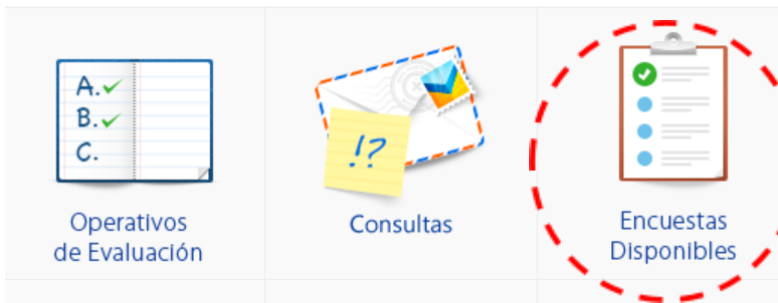 A.
B.
C.
Operativos
de Evaluación
!?
Consultas
Encuestas
Disponibles